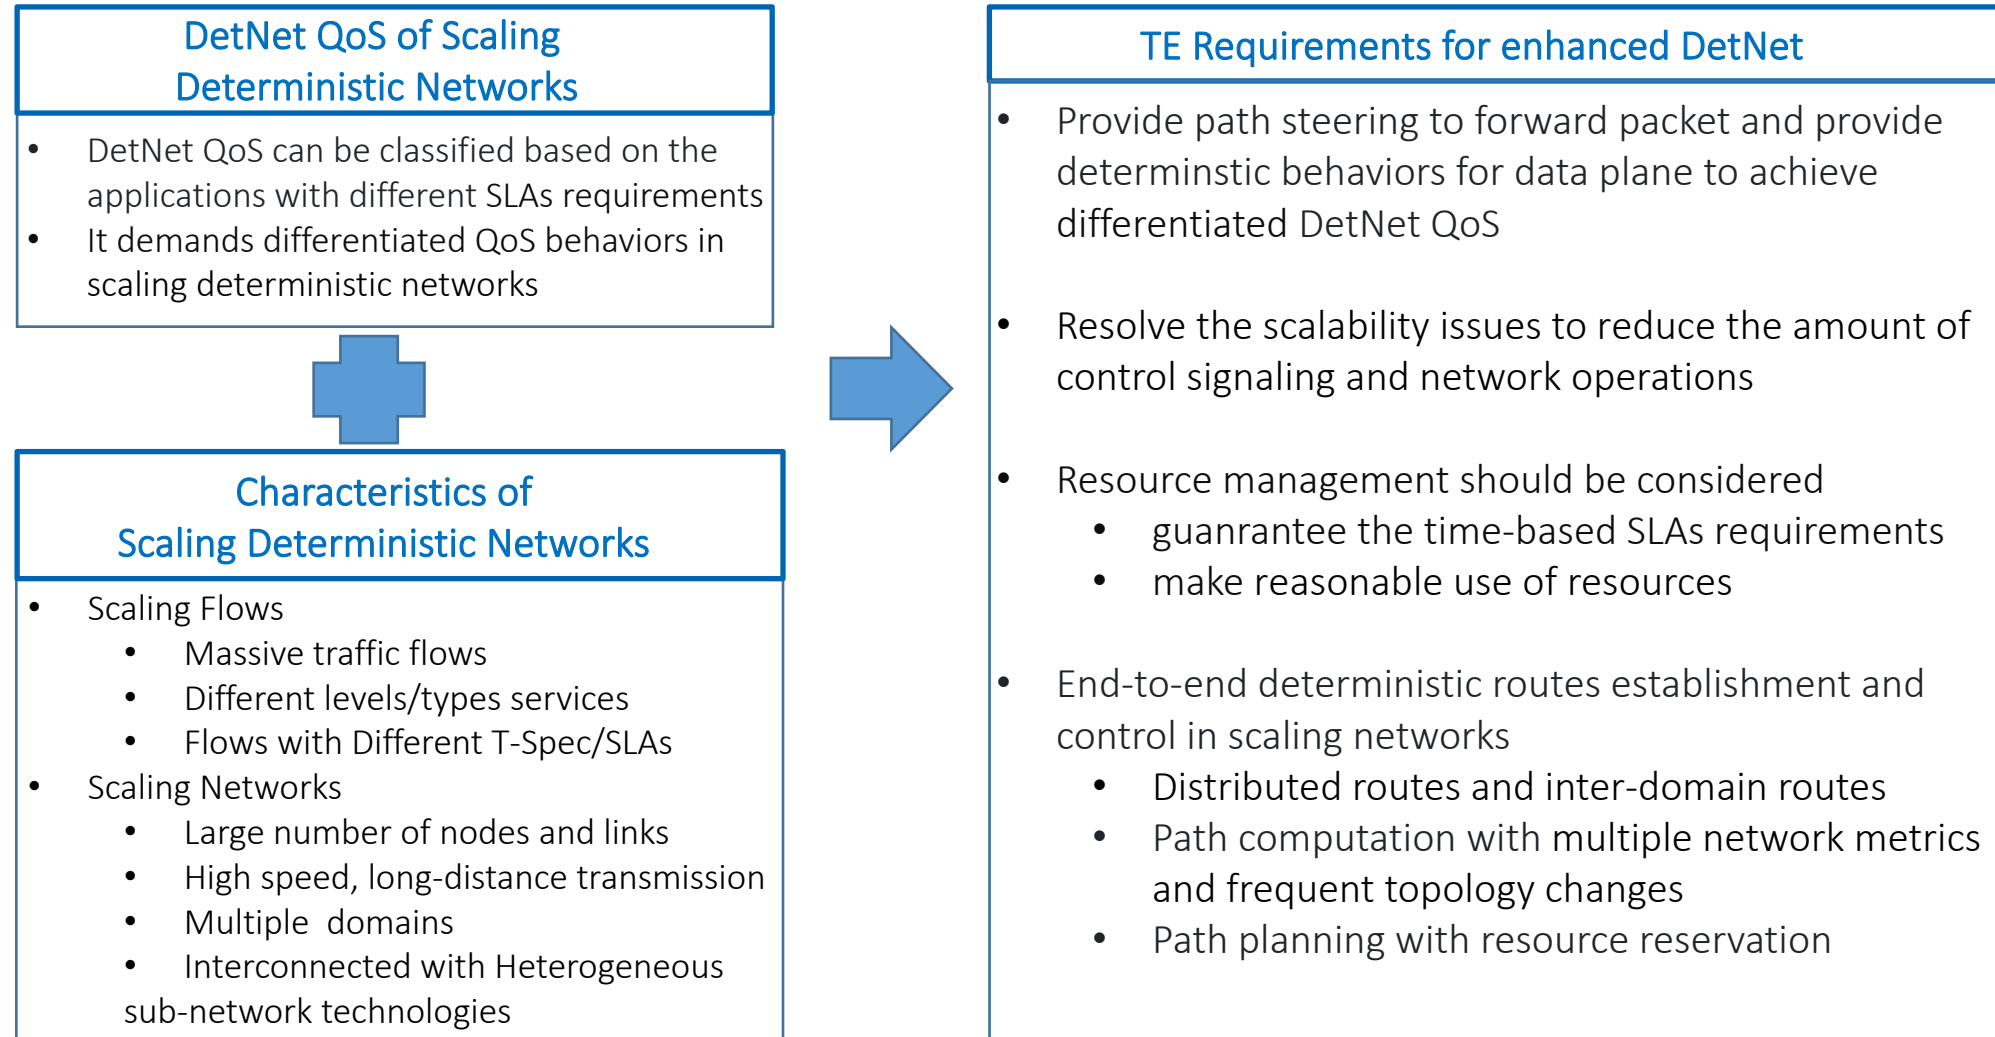 DetNet QoS of Scaling
Deterministic Networks
• DetNet QoS can be classified based on the
applications with different SLAs requirements
• It demands differentiated QoS behaviors in
scaling deterministic networks
Characteristics of
Scaling Deterministic Networks
• Scaling Flows
• Massive traffic flows
• Different levels/types services
• Flows with Different T-Spec/SLAs
• Scaling Networks
• Large number of nodes and links
• High speed, long-distance transmission
• Multiple domains
• Interconnected with Heterogeneous
sub-network technologies
TE Requirements for enhanced DetNet
• Provide path steering to forward packet and provide
determinstic behaviors for data plane to achieve
differentiated DetNet QoS
• Resolve the scalability issues to reduce the amount of
control signaling and network operations
• Resource management should be considered
• guanrantee the time-based SLAs requirements
• make reasonable use of resources
• End-to-end deterministic routes establishment and
control in scaling networks
• Distributed routes and inter-domain routes
• Path computation with multiple network metrics
and frequent topology changes
• Path planning with resource reservation